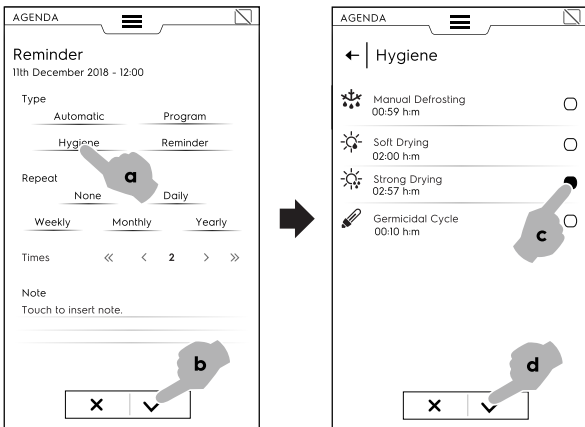 AGENDA
Reminder
11th December 2018 - 12:00
Type
Automatic Program
Hygiene Reminder
a
Repeat
None Daily
Weekly Monthly Yearly
Times << < 2 > >>
Note
Touch to insert note.
b
AGENDA
Hygiene
Manual Defrosting
00:59 h:m
Soft Drying
02:00 h:m
Strong Drying
02:57 h:m
Germicidal Cycle
00:10 h:m
c
d